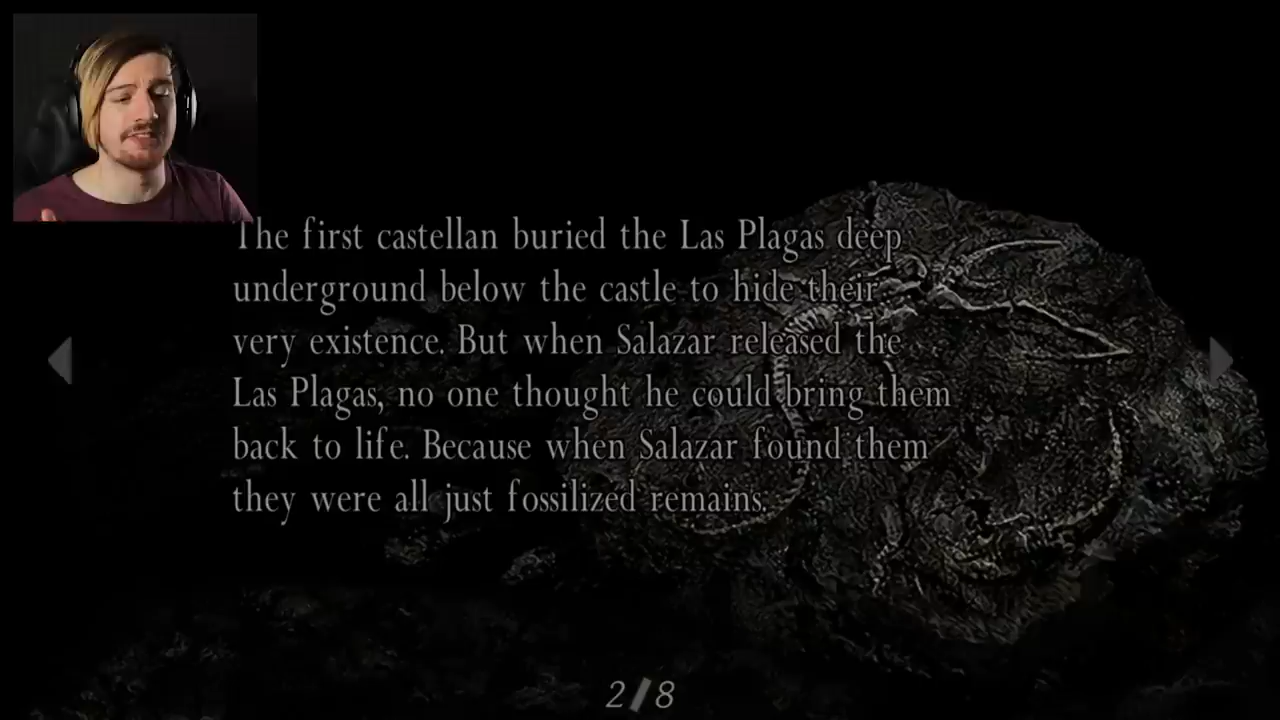 The first castellan buried the Las Plagas deep
underground below the castle to hide their
very existence. But when Salazar released the
Las Plagas, no one thought he could bring them
back to life. Because when Salazar found them
they were all just fossilized remains.
2/8